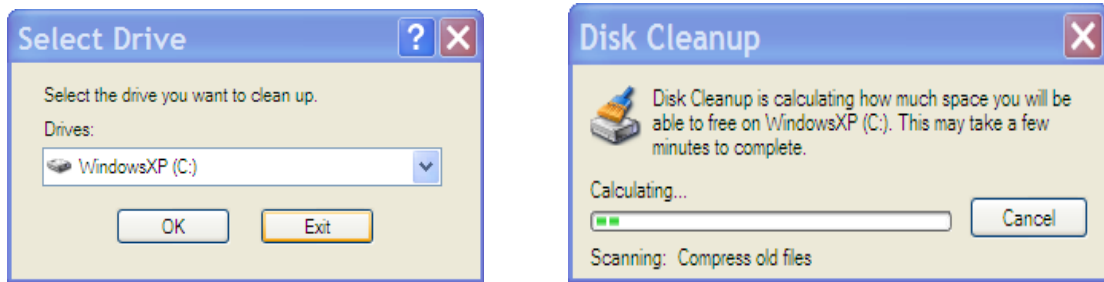 Select Drive
Select the drive you want to clean up.
Drives:
WindowsXP (C:)
OK
Exit
Disk Cleanup
Disk Cleanup is calculating how much space you will be
able to free on WindowsXP (C:). This may take a few
minutes to complete.
Calculating...
Cancel
Scanning: Compress old files